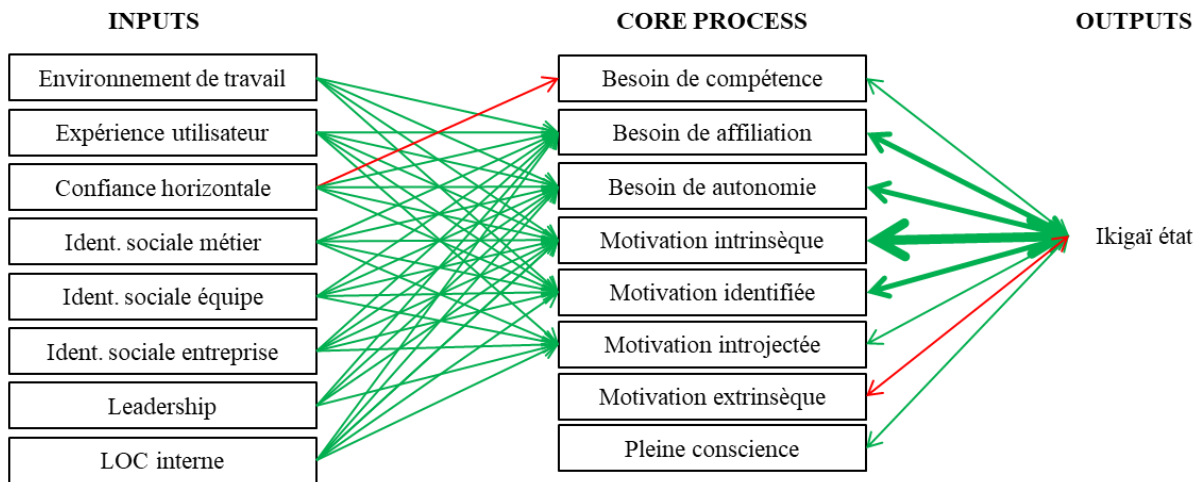 INPUTS
CORE PROCESS
OUTPUTS
Environnement de travail
Expérience utilisateur
Confiance horizontale
Ident. sociale métier
Ident. sociale équipe
Ident. sociale entreprise
Leadership
LOC interne
Besoin de compétence
Besoin de affiliation
Besoin de autonomie
Motivation intrinsèque
Motivation identifiée
Motivation introjectée
Motivation extrinsèque
Pleine conscience
Ikigaï état